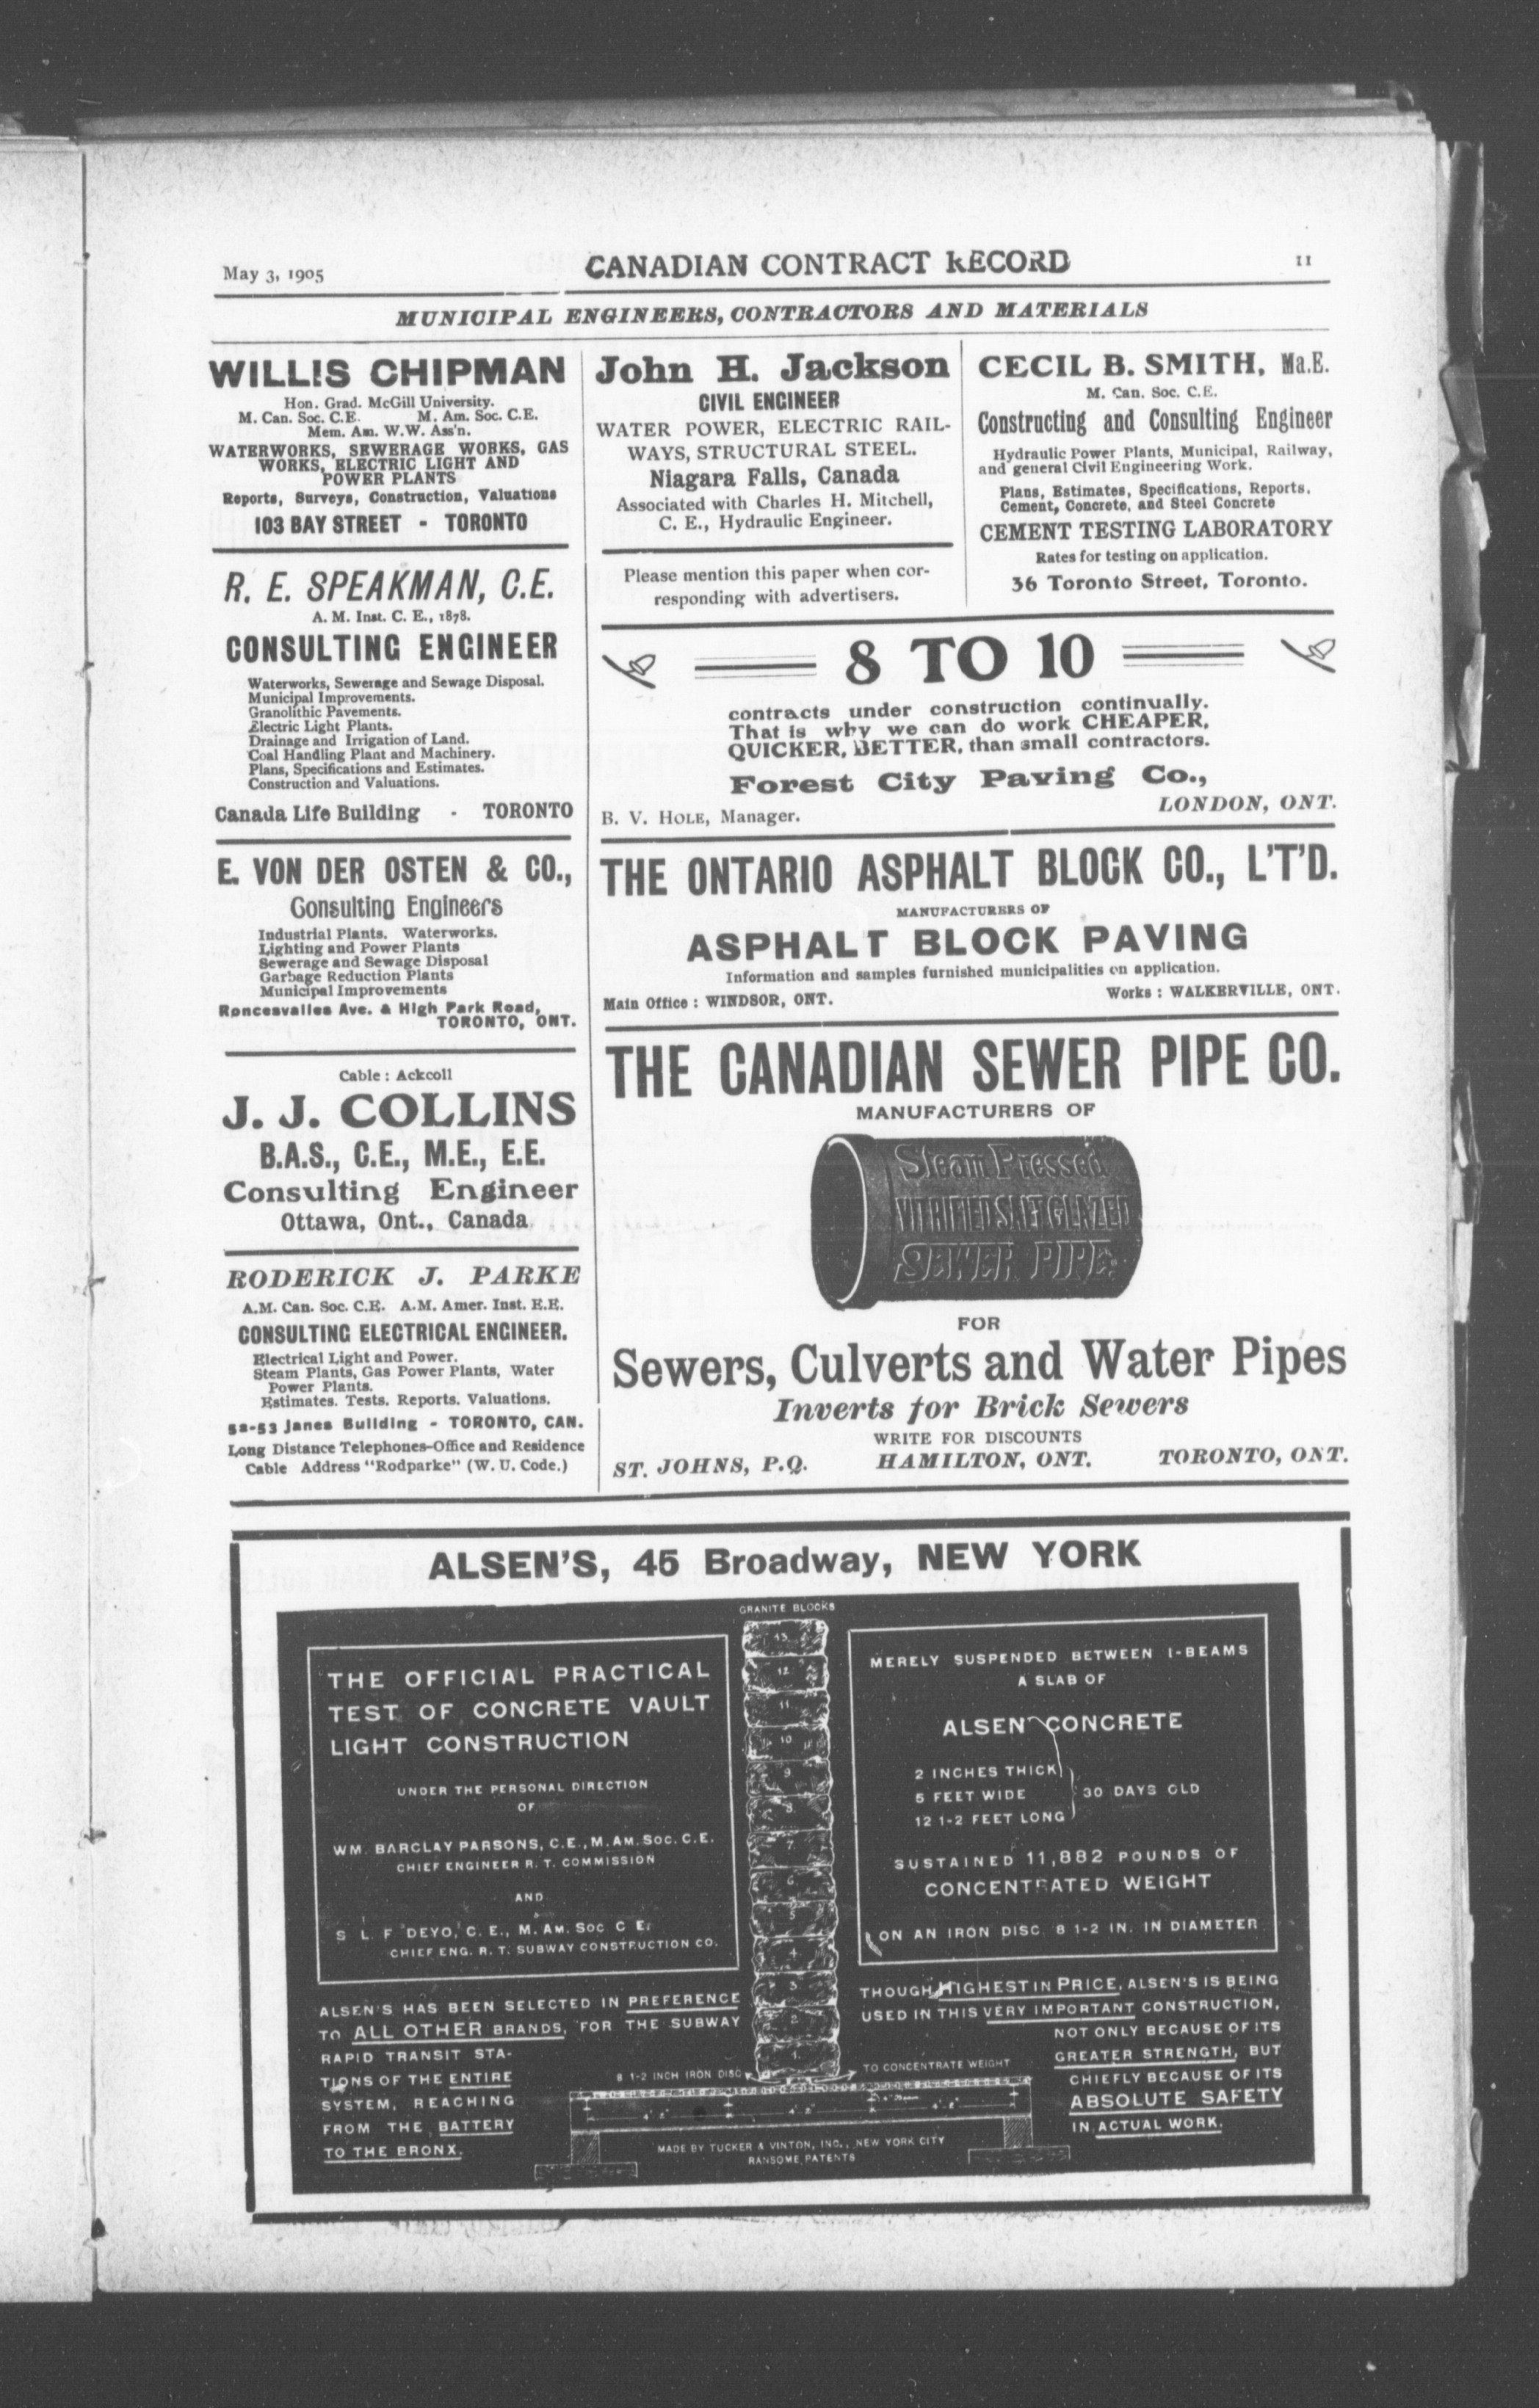 May 3, 1905
CANADIAN CONTRACT RECORD
11
MUNICIPAL ENGINEERS, CONTRACTORS AND MATERIALS
WILLIS CHIPMAN
Hon. Grad. McGill University.
M. Can. Soc. C.E. M. Am. Soc. C.E.
Mem. Am. W.W. Ass'n.
WATERWORKS, SEWERAGE WORKS, GAS
WORKS, ELECTRIC LIGHT AND
POWER PLANTS
Reports, Surveys, Construction, Valuations
103 BAY STREET - TORONTO
R. E. SPEAKMAN, C.E.
A. M. Inst. C. E., 1878.
CONSULTING ENGINEER
Waterworks, Sewerage and Sewage Disposal.
Municipal Improvements.
Granolithic Pavements.
Electric Light Plants.
Drainage and Irrigation of Land.
Coal Handling Plant and Machinery.
Plans, Specifications and Estimates.
Construction and Valuations.
Canada Life Building - TORONTO
E. VON DER OSTEN & CO.,
Consulting Engineers
Industrial Plants. Waterworks.
Lighting and Power Plants
Sewerage and Sewage Disposal
Garbage Reduction Plants
Municipal Improvements
Roncesvalles Ave. & High Park Road,
TORONTO, ONT.
Cable : Ackcoll
J. J. COLLINS
B.A.S., C.E., M.E., E.E.
Consulting Engineer
Ottawa, Ont., Canada
RODERICK J. PARKE
A.M. Can. Soc. C.E. A.M. Amer. Inst. E.E.
CONSULTING ELECTRICAL ENGINEER.
Electrical Light and Power.
Steam Plants, Gas Power Plants, Water
Power Plants.
Estimates. Tests. Reports. Valuations.
52-53 Janes Building - TORONTO, CAN.
Long Distance Telephones-Office and Residence
Cable Address "Rodparke" (W. U. Code.)
John H. Jackson
CIVIL ENGINEER
WATER POWER, ELECTRIC RAIL-
WAYS, STRUCTURAL STEEL.
Niagara Falls, Canada
Associated with Charles H. Mitchell,
C. E., Hydraulic Engineer.
Please mention this paper when cor-
responding with advertisers.
CECIL B. SMITH, Ma.E.
M. Can. Soc. C.E.
Constructing and Consulting Engineer
Hydraulic Power Plants, Municipal, Railway,
and general Civil Engineering Work.
Plans, Estimates, Specifications, Reports.
Cement, Concrete, and Steel Concrete
CEMENT TESTING LABORATORY
Rates for testing on application.
36 Toronto Street, Toronto.
8 TO 10
contracts under construction continually.
That is why we can do work CHEAPER,
QUICKER, BETTER, than small contractors.
Forest City Paving Co.,
LONDON, ONT.
B. V. HOLE, Manager.
THE ONTARIO ASPHALT BLOCK CO., L'T'D.
MANUFACTURERS OF
ASPHALT BLOCK PAVING
Information and samples furnished municipalities on application.
Main Office : WINDSOR, ONT. Works : WALKERVILLE, ONT.
THE CANADIAN SEWER PIPE CO.
MANUFACTURERS OF
Steam Pressed
VITRIFIED SALT GLAZED
SEWER PIPE
FOR
Sewers, Culverts and Water Pipes
Inverts for Brick Sewers
WRITE FOR DISCOUNTS
ST. JOHNS, P.Q. HAMILTON, ONT. TORONTO, ONT.
ALSEN'S, 45 Broadway, NEW YORK
THE OFFICIAL PRACTICAL
TEST OF CONCRETE VAULT
LIGHT CONSTRUCTION
UNDER THE PERSONAL DIRECTION
OF
WM. BARCLAY PARSONS, C.E., M.AM.SOC.C.E.
CHIEF ENGINEER R. T. COMMISSION
AND
S. L. F. DEYO, C. E., M. AM. SOC C E.
CHIEF ENG. R. T. SUBWAY CONSTRUCTION CO.
ALSEN'S HAS BEEN SELECTED IN PREFERENCE
TO ALL OTHER BRANDS, FOR THE SUBWAY
RAPID TRANSIT STA-
TIONS OF THE ENTIRE
SYSTEM, REACHING
FROM THE BATTERY
TO THE BRONX.
GRANITE BLOCKS
13
12
11
10
9
8
7
6
5
4
3
2
1
MERELY SUSPENDED BETWEEN I-BEAMS
A SLAB OF
ALSEN CONCRETE
2 INCHES THICK
5 FEET WIDE
12 1-2 FEET LONG
30 DAYS OLD
SUSTAINED 11,882 POUNDS OF
CONCENTRATED WEIGHT
ON AN IRON DISC 8 1-2 IN. IN DIAMETER
THOUGH HIGHEST IN PRICE, ALSEN'S IS BEING
USED IN THIS VERY IMPORTANT CONSTRUCTION,
NOT ONLY BECAUSE OF ITS
GREATER STRENGTH, BUT
CHIEFLY BECAUSE OF ITS
ABSOLUTE SAFETY
IN ACTUAL WORK.
8 1-2 INCH IRON DISC
TO CONCENTRATE WEIGHT
MADE BY TUCKER & VINTON, INC., NEW YORK CITY
RANSOME PATENTS